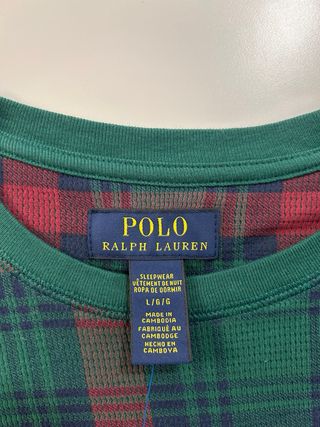 POLO
RALPH LAUREN
SLEEPWEAR
VÊTEMENT DE NUIT
ROPA DE DORMIR
L/G/G
MADE IN
CAMBODIA
FABRIQUÉ AU
CAMBODGE
HECHO EN
CAMBOYA